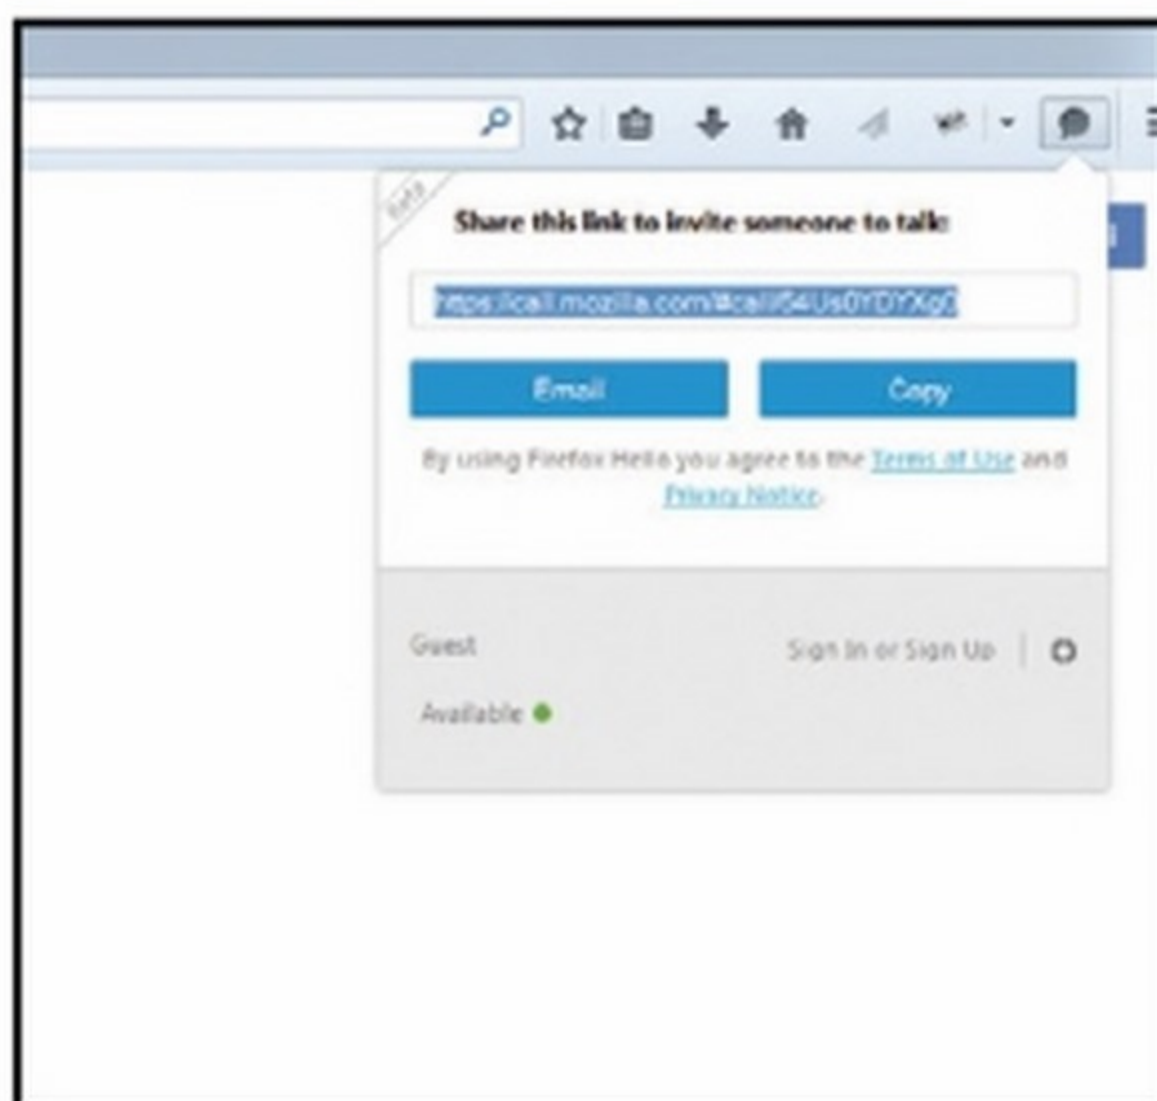 Beta
Share this link to invite someone to talk:
Email
Copy
By using Firefox Hello you agree to the Terms of Use and
Privacy Notice.
Guest
Sign In or Sign Up
Available